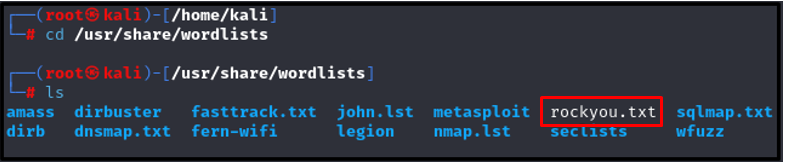 ┌──(root㉿kali)-[/home/kali]
└─# cd /usr/share/wordlists
┌──(root㉿kali)-[/usr/share/wordlists]
└─# ls
amass dirbuster fasttrack.txt john.lst metasploit rockyou.txt sqlmap.txt
dirb dnsmap.txt fern-wifi legion nmap.lst seclists wfuzz